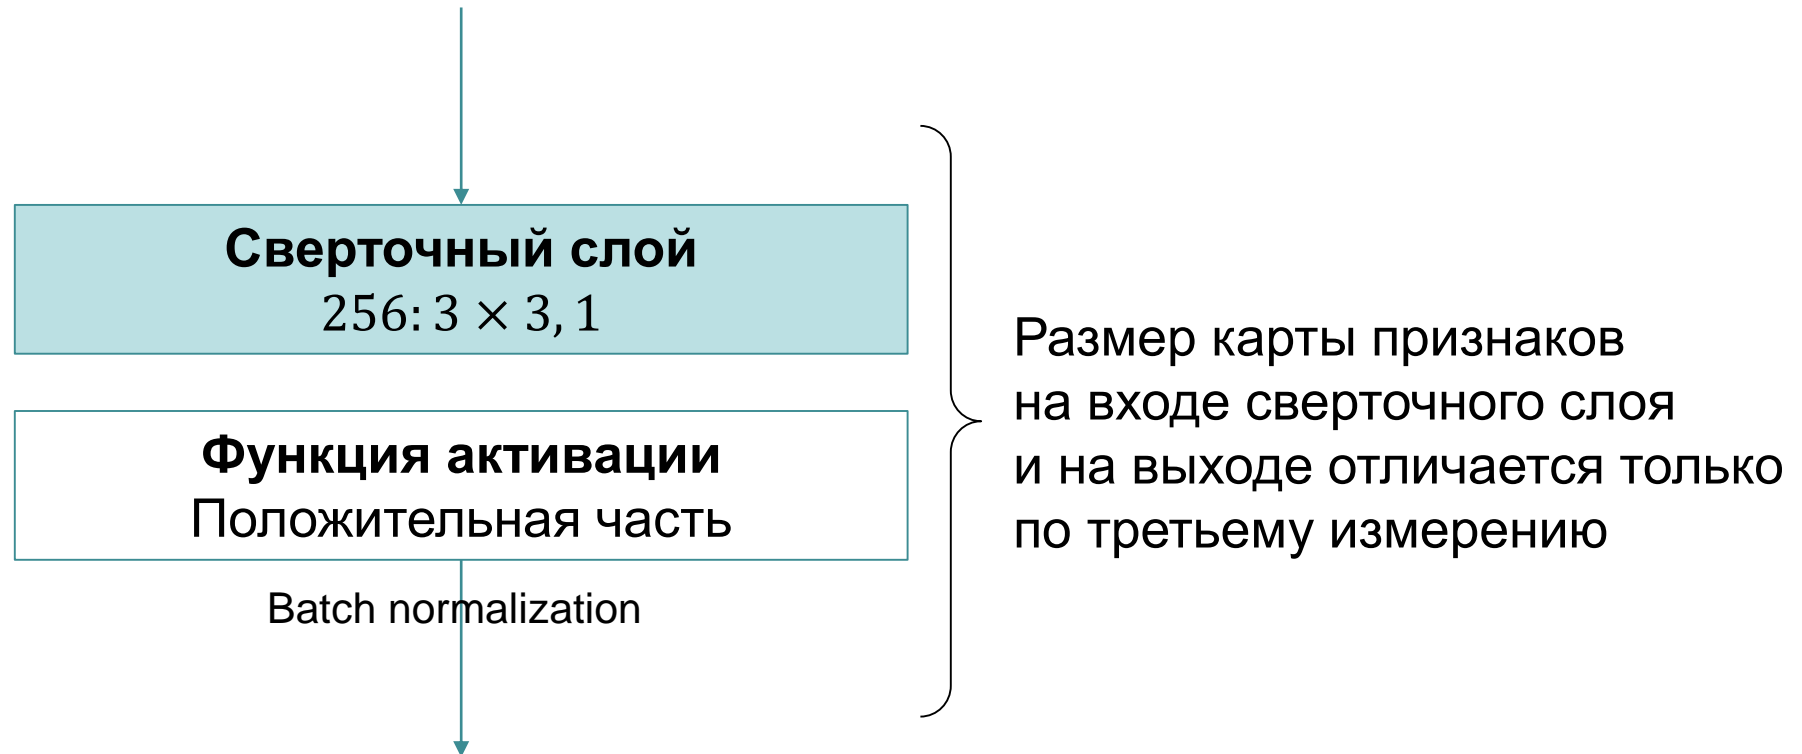 Сверточный слой
256: 3 × 3, 1
Функция активации
Положительная часть
Batch normalization
Размер карты признаков
на входе сверточного слоя
и на выходе отличается только
по третьему измерению